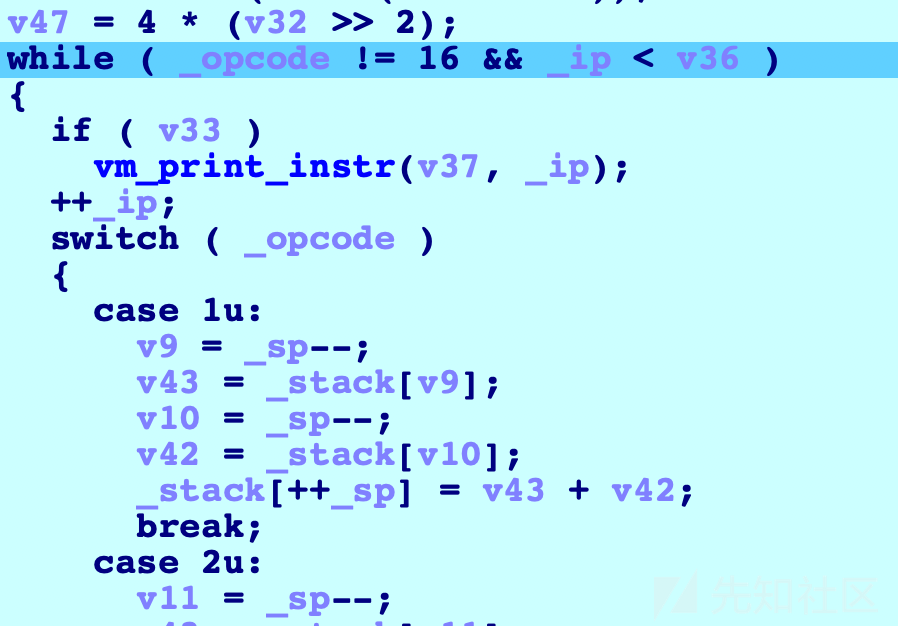 v47 = 4 * (v32 >> 2);
while ( _opcode != 16 && _ip < v36 )
{
if ( v33 )
vm_print_instr(v37, _ip);
++_ip;
switch ( _opcode )
{
case 1u:
v9 = _sp--;
v43 = _stack[v9];
v10 = _sp--;
v42 = _stack[v10];
_stack[++_sp] = v43 + v42;
break;
case 2u:
v11 = _sp--;
先知社区